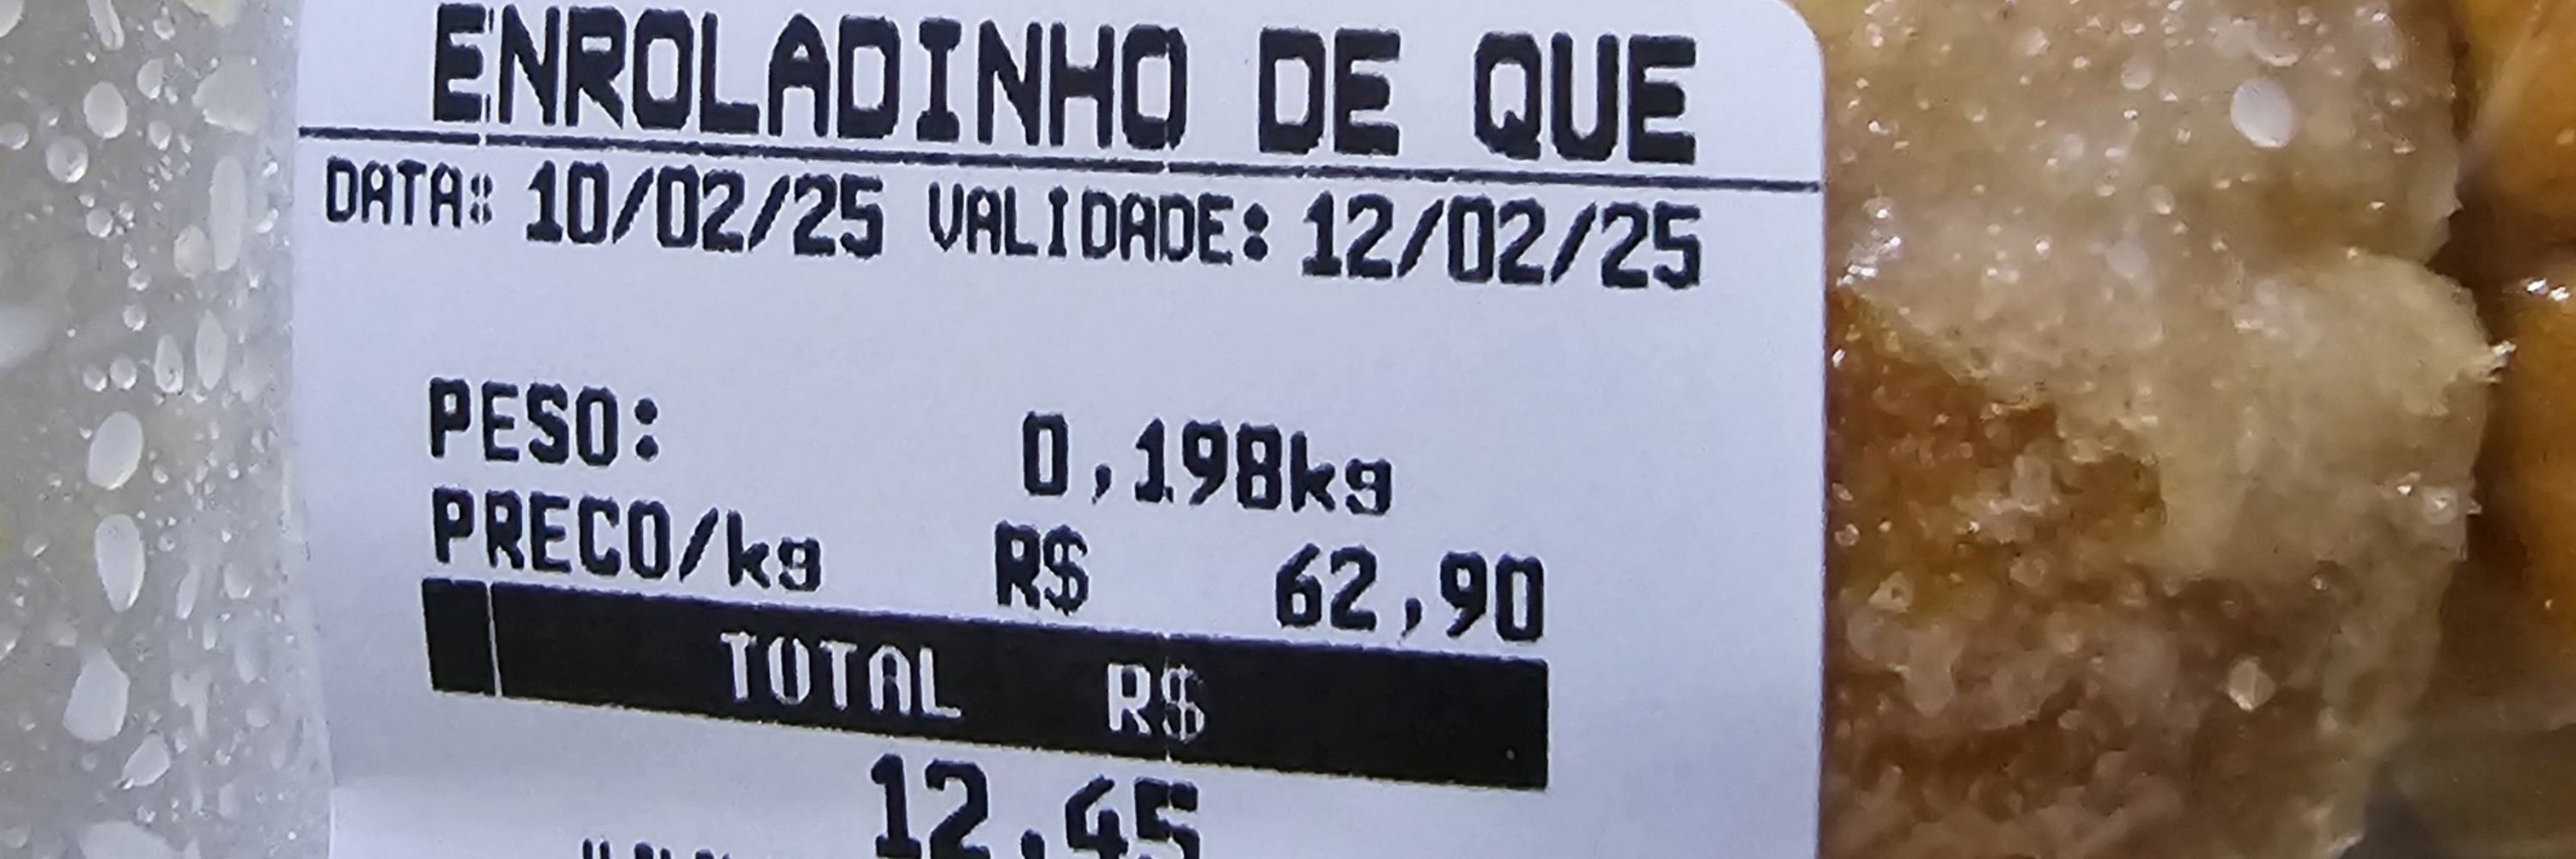 ENROLADINHO DE QUE
DATA: 10/02/25 VALIDADE: 12/02/25
PESO: 0,198kg
PRECO/kg R$ 62,90
TOTAL R$
12,45